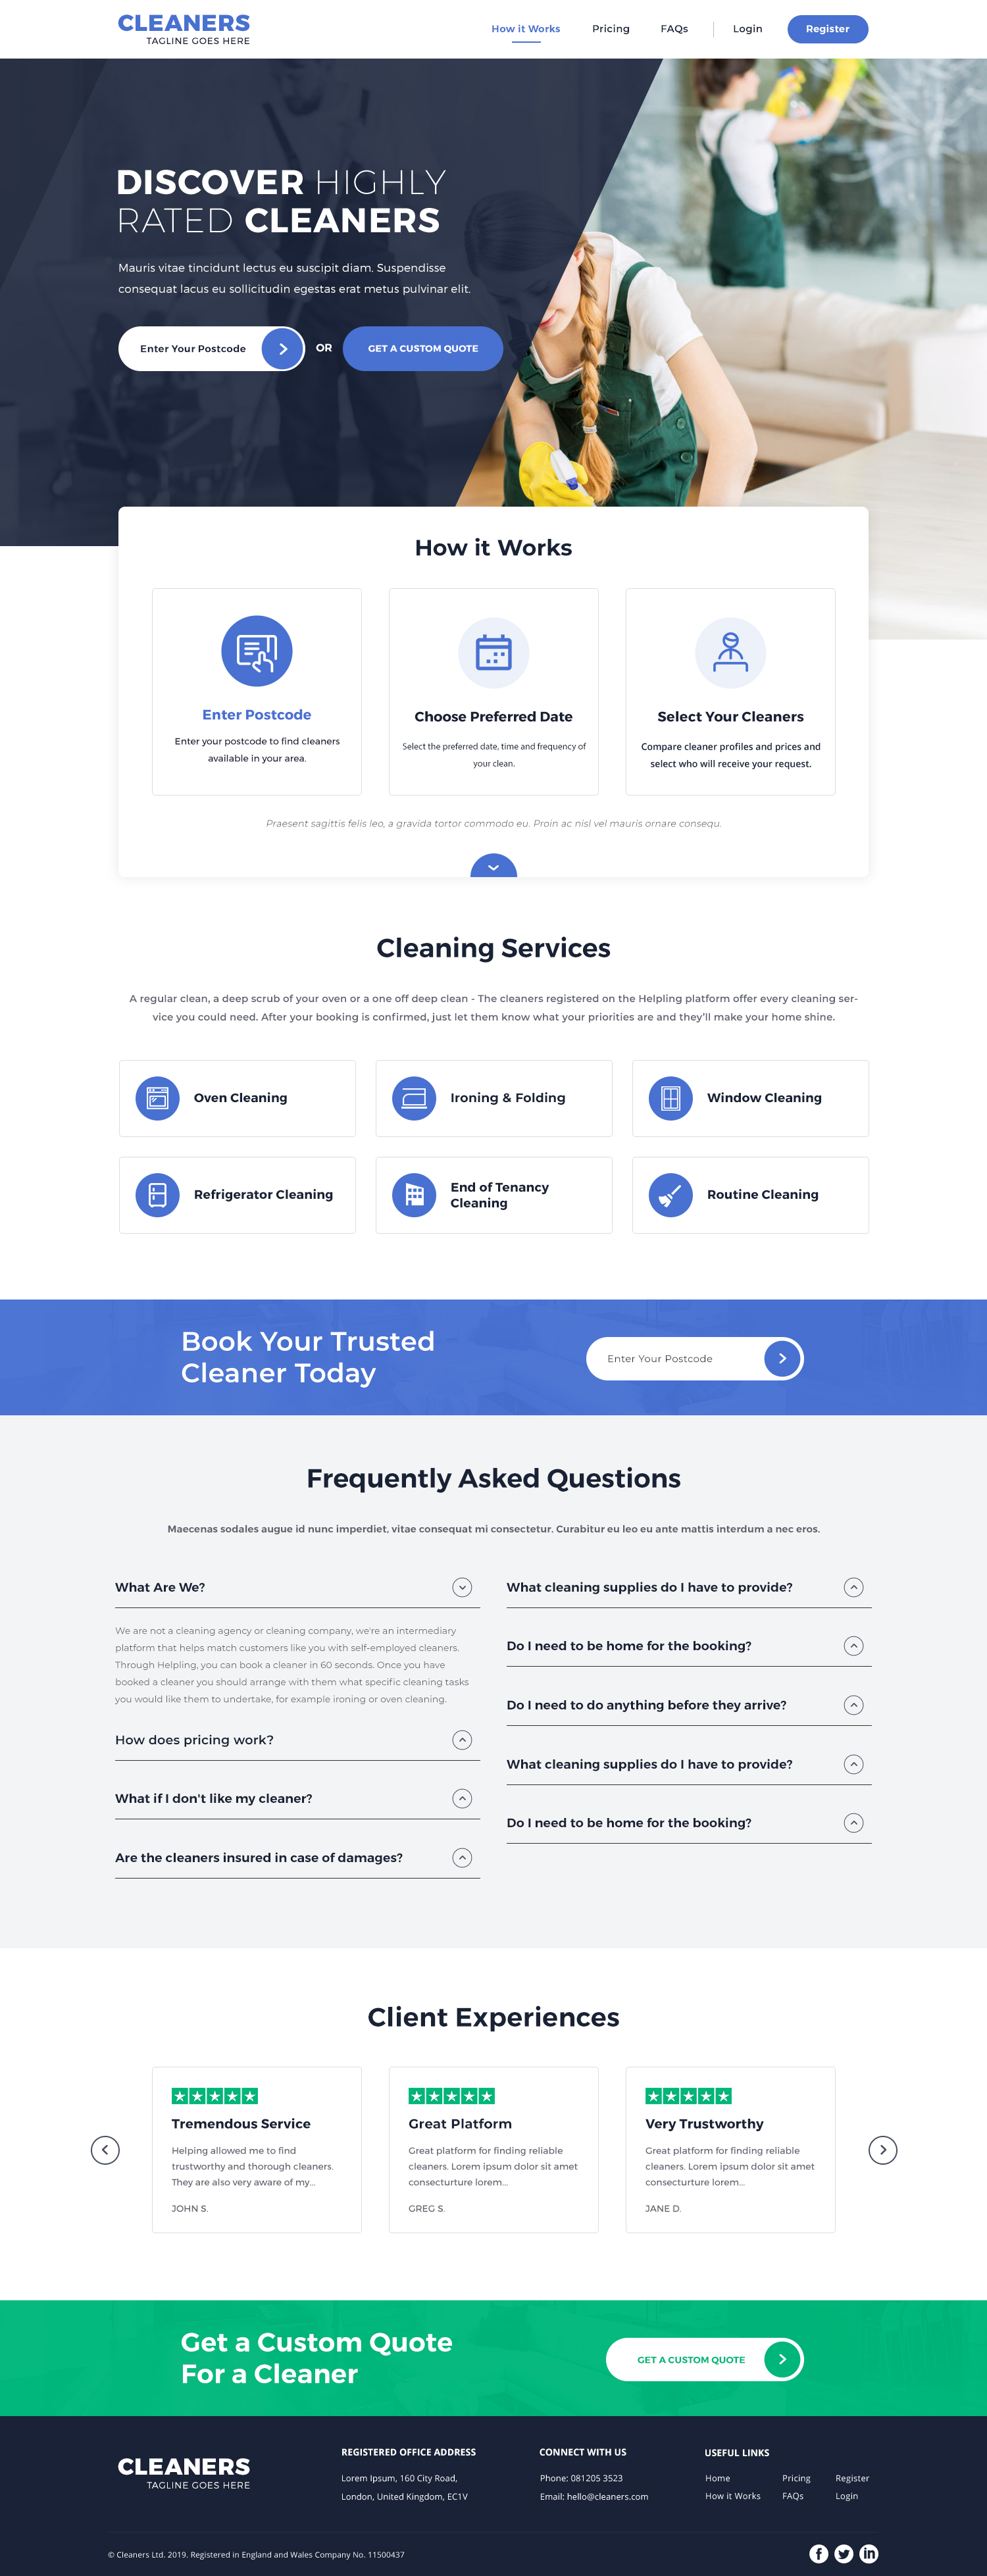 CLEANERS
TAGLINE GOES HERE
How it Works
Pricing
FAQs
Login
Register
DISCOVER HIGHLY
RATED CLEANERS
Mauris vitae tincidunt lectus eu suscipit diam. Suspendisse
consequat lacus eu sollicitudin egestas erat metus pulvinar elit.
Enter Your Postcode
OR
GET A CUSTOM QUOTE
How it Works
Enter Postcode
Enter your postcode to find cleaners
available in your area.
Choose Preferred Date
Select the preferred date, time and frequency of
your clean.
Select Your Cleaners
Compare cleaner profiles and prices and
select who will receive your request.
Praesent sagittis felis leo, a gravida tortor commodo eu. Proin ac nisl vel mauris ornare consequ.
Cleaning Services
A regular clean, a deep scrub of your oven or a one off deep clean - The cleaners registered on the Helpling platform offer every cleaning ser-
vice you could need. After your booking is confirmed, just let them know what your priorities are and they'll make your home shine.
Oven Cleaning
Ironing & Folding
Window Cleaning
Refrigerator Cleaning
End of Tenancy
Cleaning
Routine Cleaning
Book Your Trusted
Cleaner Today
Enter Your Postcode
Frequently Asked Questions
Maecenas sodales augue id nunc imperdiet, vitae consequat mi consectetur. Curabitur eu leo eu ante mattis interdum a nec eros.
What Are We?
We are not a cleaning agency or cleaning company, we're an intermediary
platform that helps match customers like you with self-employed cleaners.
Through Helpling, you can book a cleaner in 60 seconds. Once you have
booked a cleaner you should arrange with them what specific cleaning tasks
you would like them to undertake, for example ironing or oven cleaning.
How does pricing work?
What if I don't like my cleaner?
Are the cleaners insured in case of damages?
What cleaning supplies do I have to provide?
Do I need to be home for the booking?
Do I need to do anything before they arrive?
What cleaning supplies do I have to provide?
Do I need to be home for the booking?
Client Experiences
Tremendous Service
Helping allowed me to find
trustworthy and thorough cleaners.
They are also very aware of my...
JOHN S.
Great Platform
Great platform for finding reliable
cleaners. Lorem ipsum dolor sit amet
consecturture lorem...
GREG S.
Very Trustworthy
Great platform for finding reliable
cleaners. Lorem ipsum dolor sit amet
consecturture lorem...
JANE D.
Get a Custom Quote
For a Cleaner
GET A CUSTOM QUOTE
CLEANERS
TAGLINE GOES HERE
REGISTERED OFFICE ADDRESS
Lorem Ipsum, 160 City Road,
London, United Kingdom, EC1V
CONNECT WITH US
Phone: 081205 3523
Email: hello@cleaners.com
USEFUL LINKS
Home
Pricing
Register
How it Works
FAQs
Login
© Cleaners Ltd. 2019. Registered in England and Wales Company No. 11500437